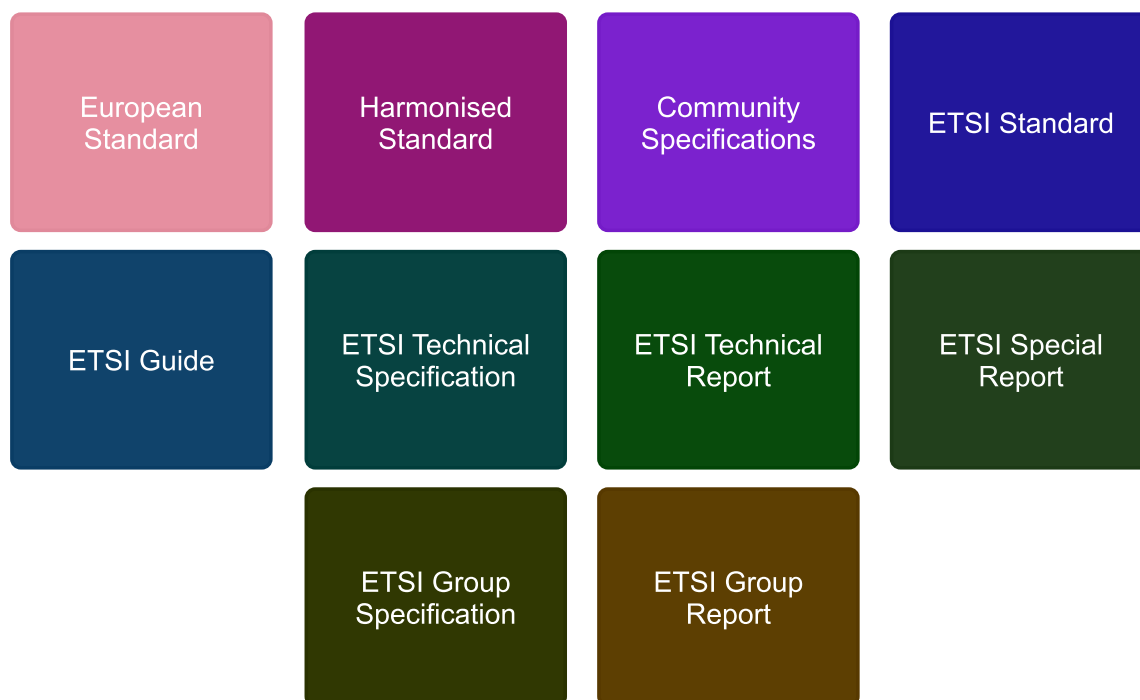 European
Standard
Harmonised
Standard
Community
Specifications
ETSI Standard
ETSI Guide
ETSI Technical
Specification
ETSI Technical
Report
ETSI Special
Report
ETSI Group
Specification
ETSI Group
Report